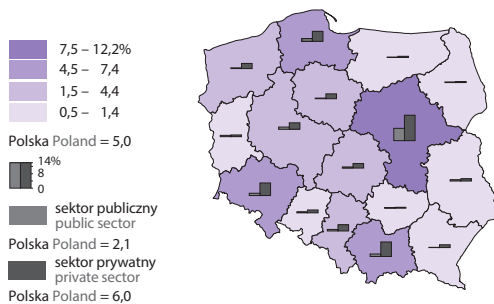 7,5 – 12,2%
4,5 – 7,4
1,5 – 4,4
0,5 – 1,4
Polska Poland = 5,0
14%
8
0
sektor publiczny
public sector
Polska Poland = 2,1
sektor prywatny
private sector
Polska Poland = 6,0